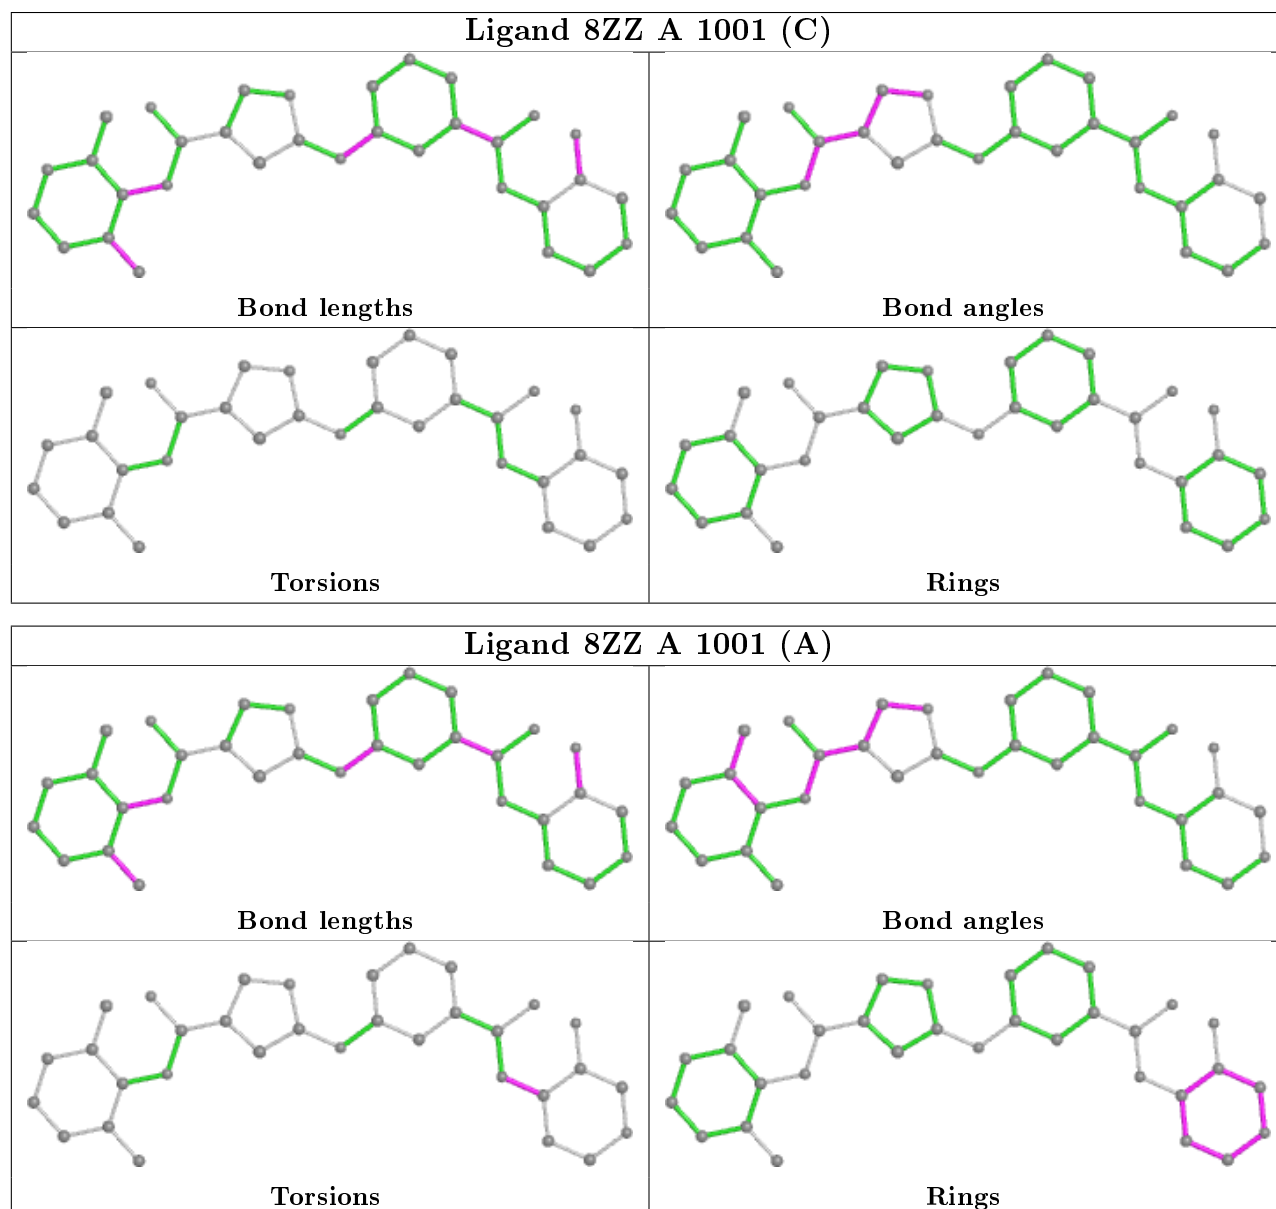 Ligand 8ZZ A 1001 (C)
Bond lengths
Bond angles
Torsions
Rings
Ligand 8ZZ A 1001 (A)
Bond lengths
Bond angles
Torsions
Rings